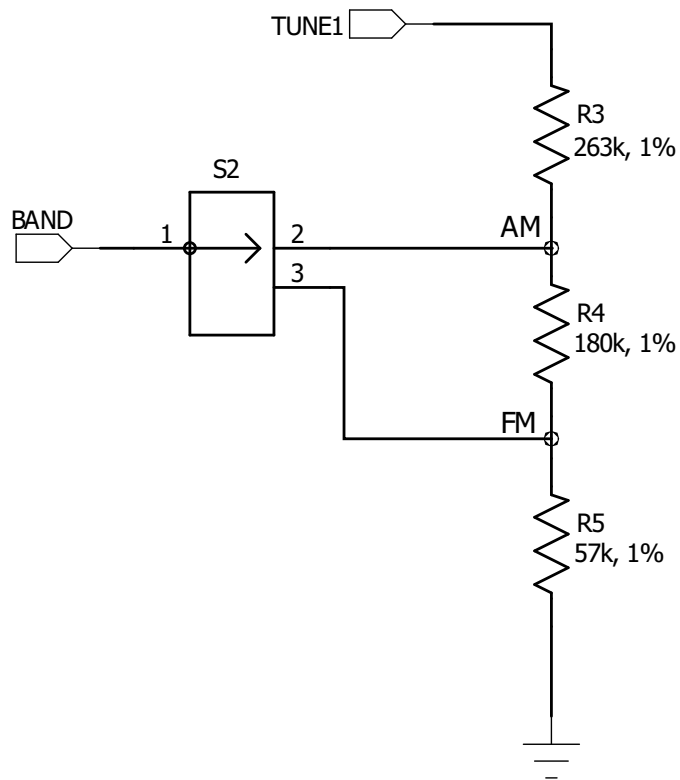 TUNE1
R3
263k, 1%
S2
BAND
1
2
AM
3
R4
180k, 1%
FM
R5
57k, 1%